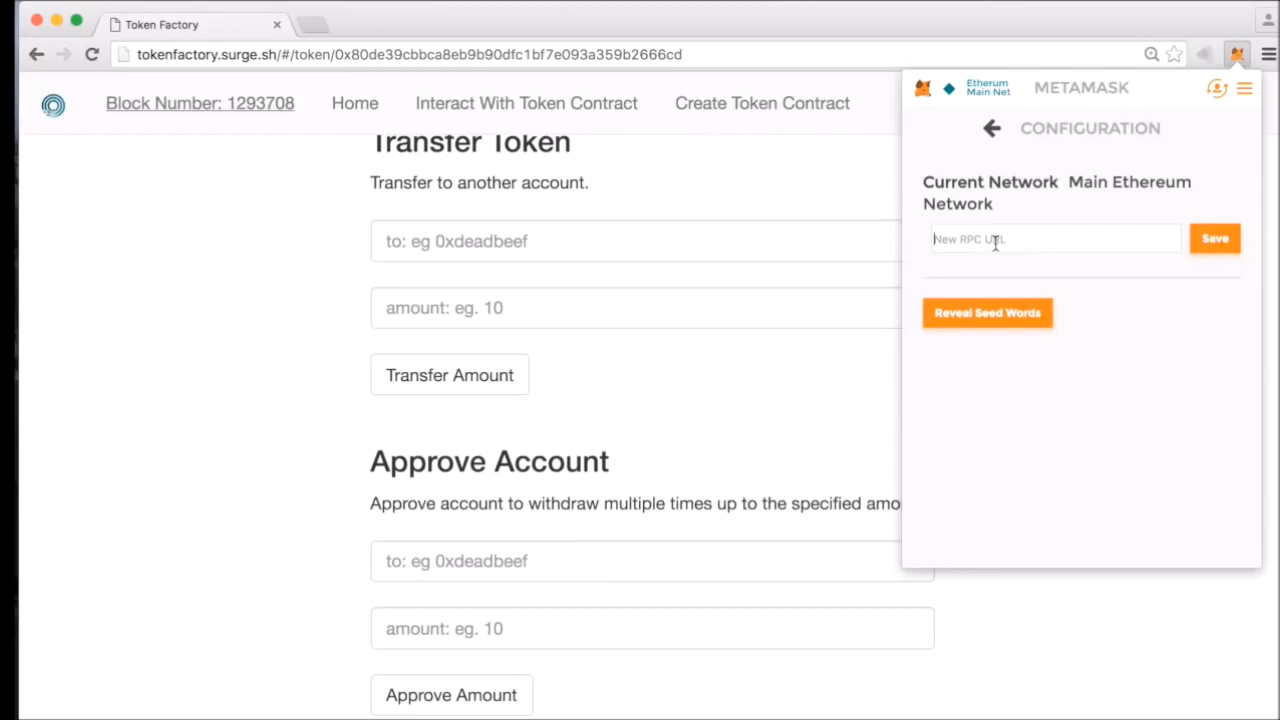 Token Factory
tokenfactory.surge.sh/#/token/0x80de39cbbca8eb9b90dfc1bf7e093a359b2666cd
Block Number: 1293708 Home Interact With Token Contract Create Token Contract
Transfer Token
Transfer to another account.
to: eg 0xdeadbeef
amount: eg. 10
Transfer Amount
Approve Account
Approve account to withdraw multiple times up to the specified amo
to: eg 0xdeadbeef
amount: eg. 10
Approve Amount
Etherum
Main Net
METAMASK
CONFIGURATION
Current Network Main Ethereum
Network
New RPC URL
Save
Reveal Seed Words